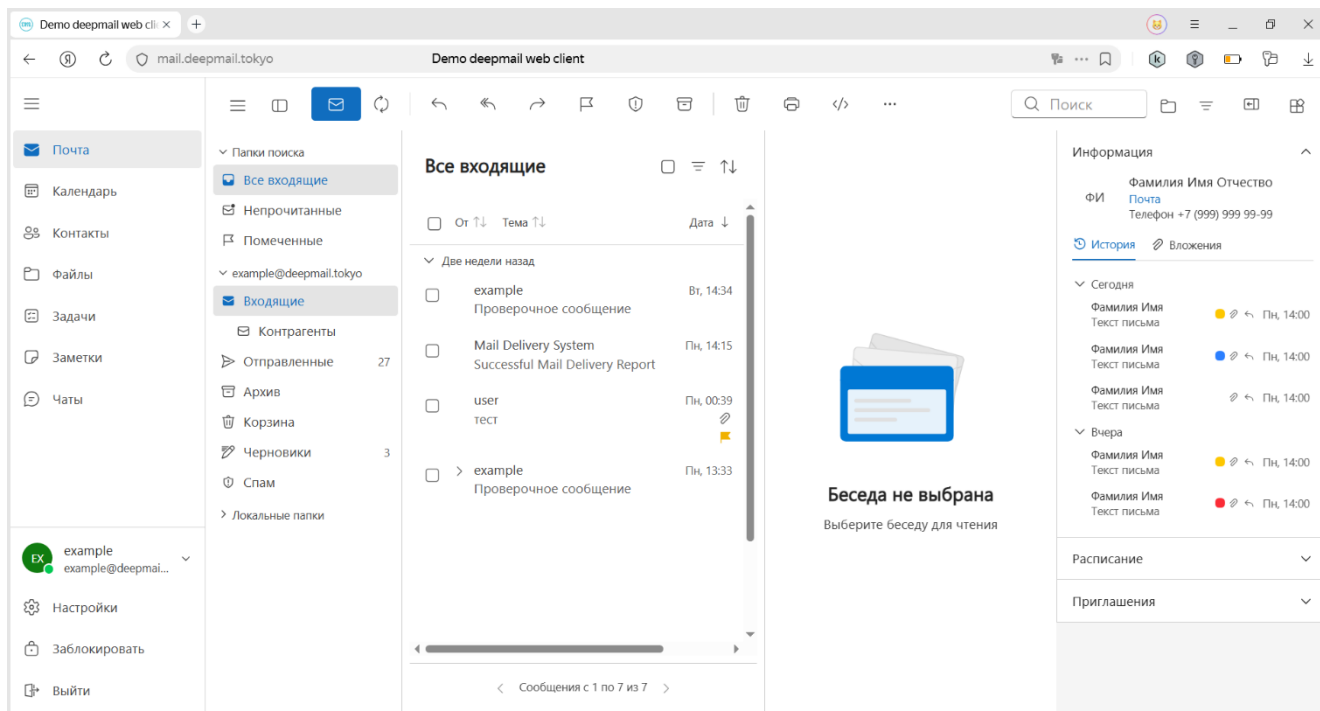 Demo deepmail web cli
mail.deepmail.tokyo
Demo deepmail web client
Поиск
Почта
Календарь
Контакты
Файлы
Задачи
Заметки
Чаты
EX
example
example@deepmai...
Настройки
Заблокировать
Выйти
Папки поиска
Все входящие
Непрочитанные
Помеченные
example@deepmail.tokyo
Входящие
Контрагенты
Отправленные 27
Архив
Корзина
Черновики 3
Спам
Локальные папки
Все входящие
От Тема Дата
Две недели назад
example Вт, 14:34
Проверочное сообщение
Mail Delivery System Пн, 14:15
Successful Mail Delivery Report
user Пн, 00:39
тест
example Пн, 13:33
Проверочное сообщение
Сообщения с 1 по 7 из 7
Беседа не выбрана
Выберите беседу для чтения
Информация
ФИ
Фамилия Имя Отчество
Почта
Телефон +7 (999) 999 99-99
История Вложения
Сегодня
Фамилия Имя
Текст письма Пн, 14:00
Фамилия Имя
Текст письма Пн, 14:00
Фамилия Имя
Текст письма Пн, 14:00
Вчера
Фамилия Имя
Текст письма Пн, 14:00
Фамилия Имя
Текст письма Пн, 14:00
Расписание
Приглашения